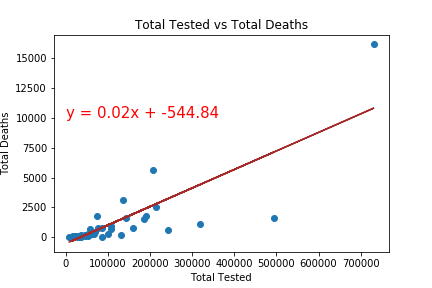 Total Tested vs Total Deaths
15000
12500
10000
7500
5000
2500
0
Total Deaths
y = 0.02x + -544.84
0 100000 200000 300000 400000 500000 600000 700000
Total Tested